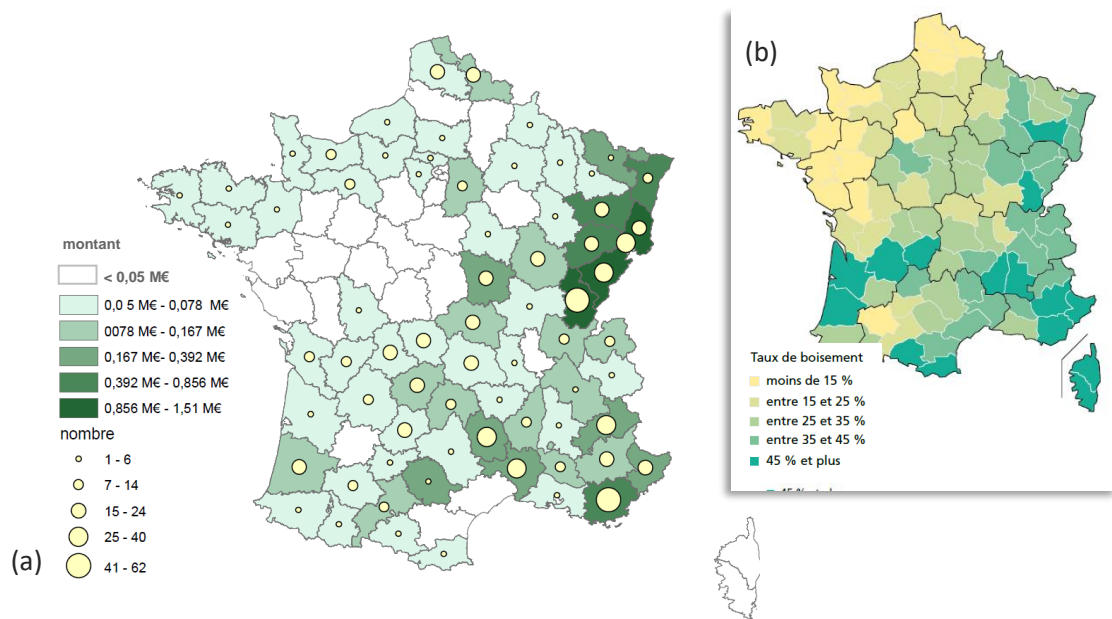 montant
< 0,05 M€
0,0 5 M€ - 0,078 M€
0078 M€ - 0,167 M€
0,167 M€- 0,392 M€
0,392 M€ - 0,856 M€
0,856 M€ - 1,51 M€
nombre
1 - 6
7 - 14
15 - 24
25 - 40
41 - 62
(a)
(b)
Taux de boisement
moins de 15 %
entre 15 et 25 %
entre 25 et 35 %
entre 35 et 45 %
45 % et plus